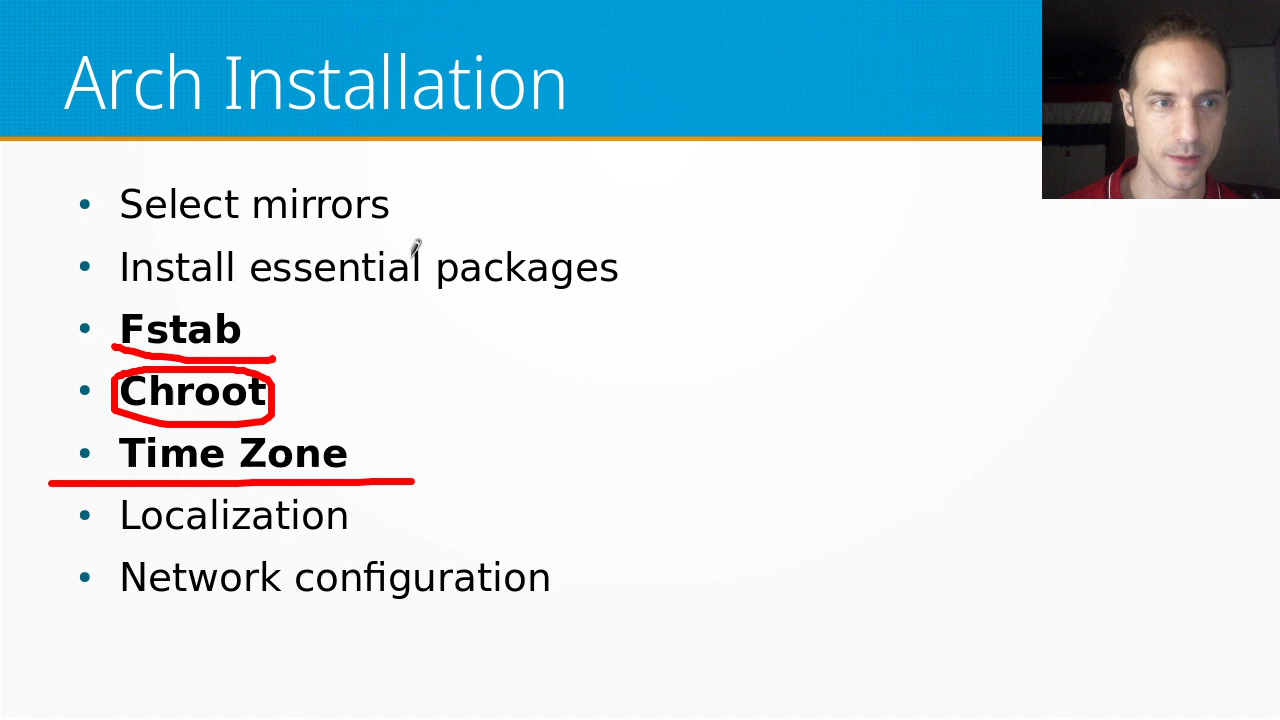 Arch Installation
Select mirrors
Install essential packages
Fstab
Chroot
Time Zone
Localization
Network configuration